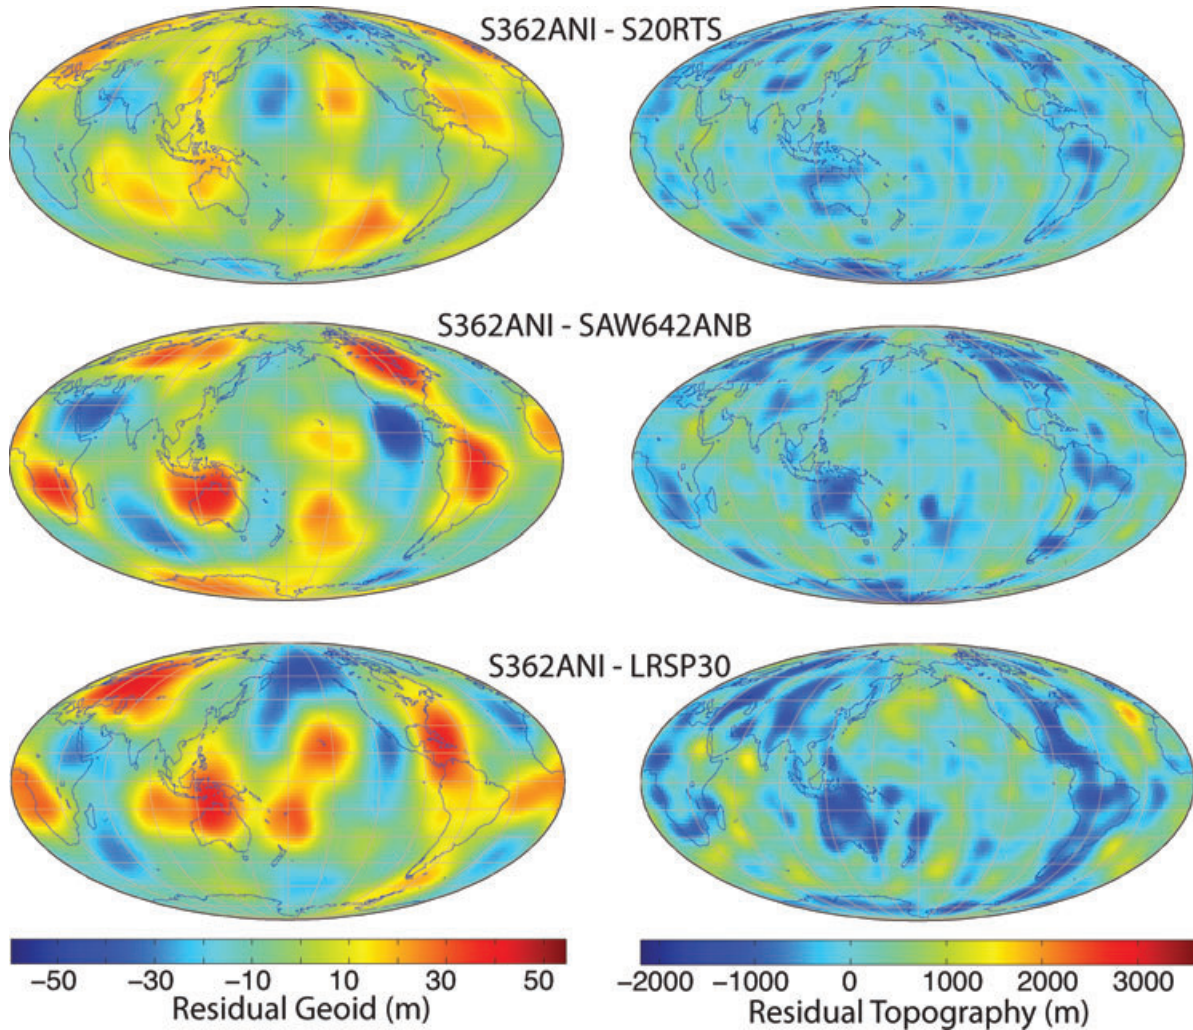 S362ANI - S20RTS
S362ANI - SAW642ANB
S362ANI - LRSP30
−50 −30 −10 10 30 50
Residual Geoid (m)
−2000 −1000 0 1000 2000 3000
Residual Topography (m)